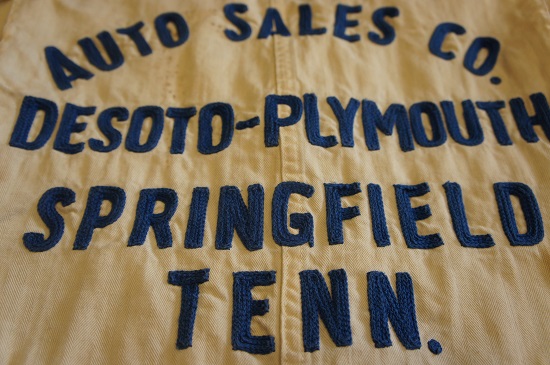 AUTO SALES CO.
DESOTO-PLYMOUTH
SPRINGFIELD
TENN.